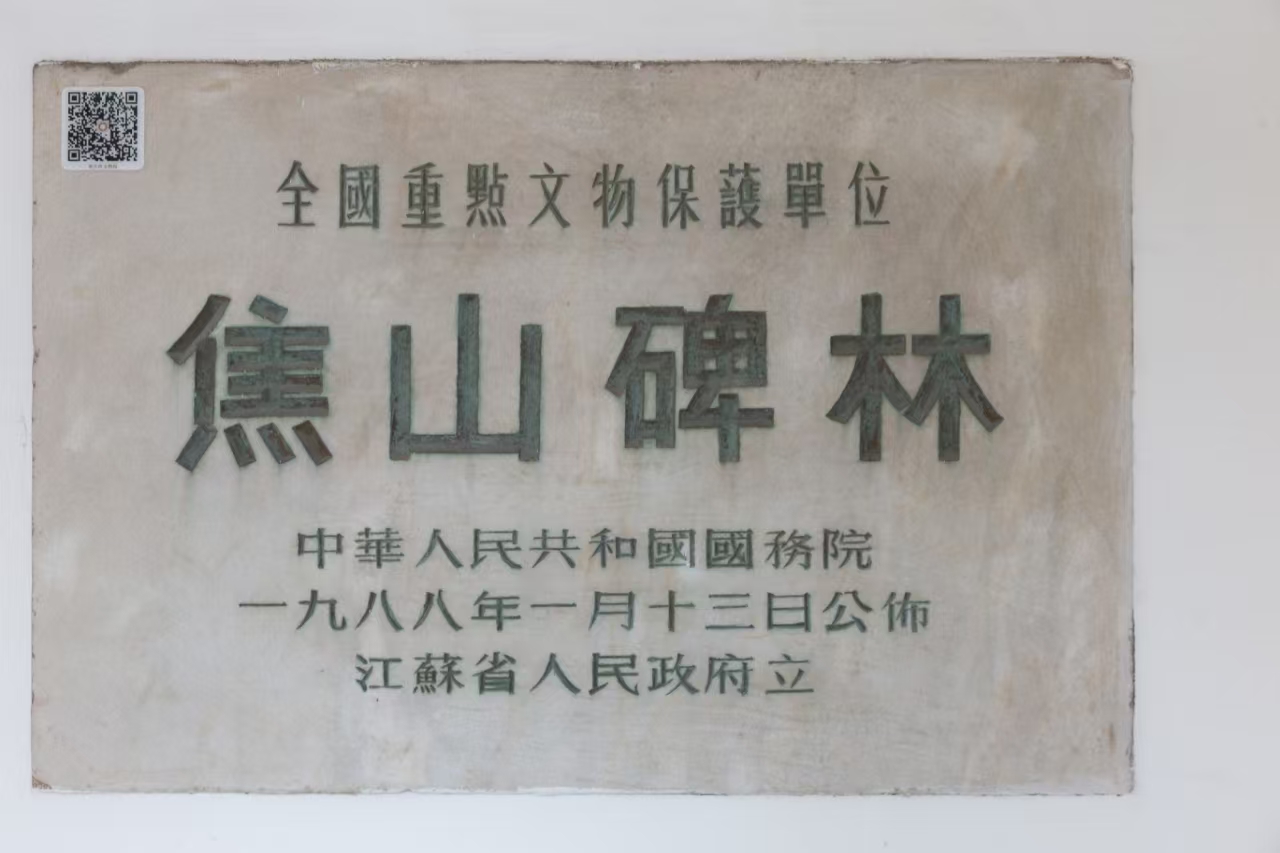 全國重點文物保護單位
焦山碑林
中華人民共和國國務院
一九八八年一月十三日公佈
江蘇省人民政府立